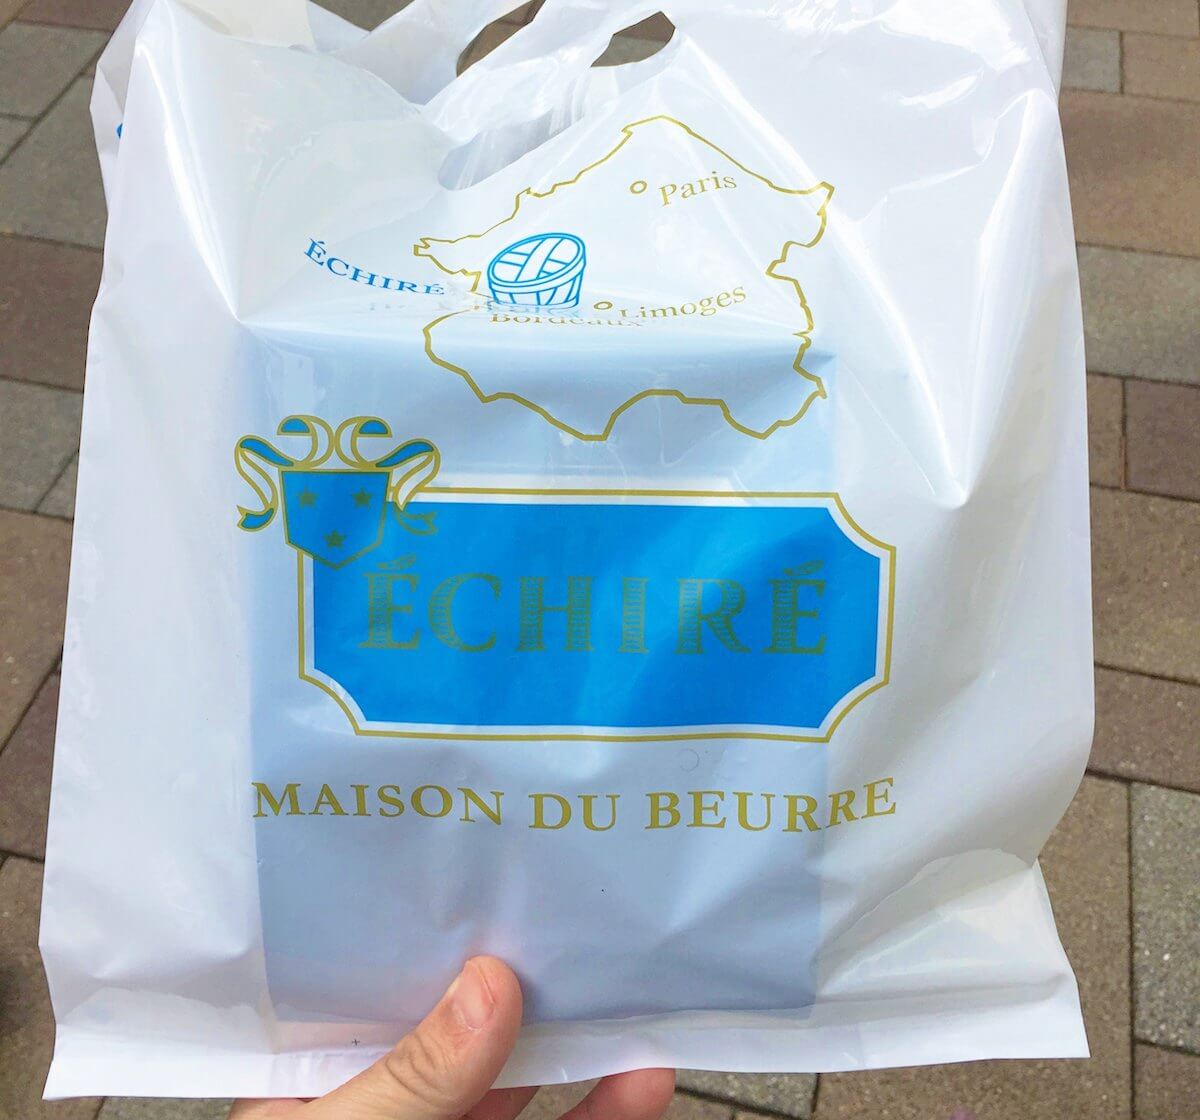 Paris
ÉCHIRÉ
Limoges
Bordeaux
ÉCHIRÉ
MAISON DU BEURRE